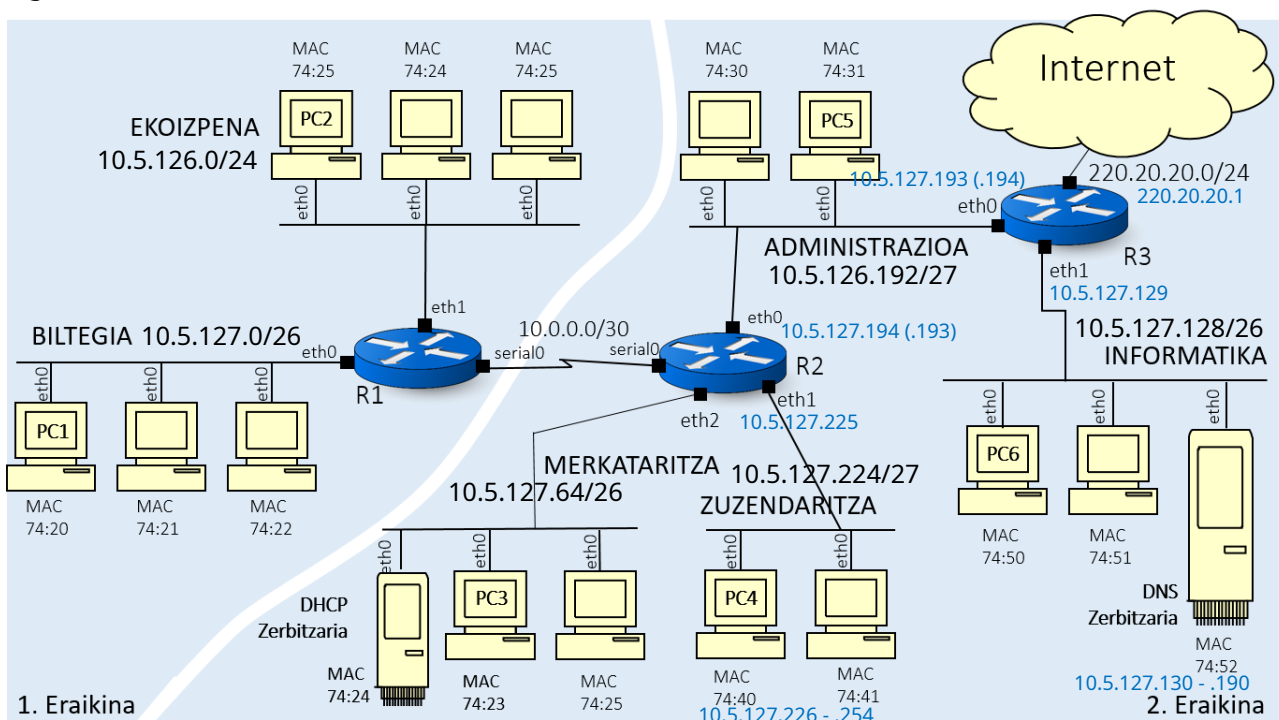 MAC
74:25
MAC
74:24
MAC
74:25
MAC
74:30
MAC
74:31
Internet
PC2
PC5
EKOIZPENA
10.5.126.0/24
10.5.127.193 (.194)
220.20.20.0/24
220.20.20.1
eth0
eth0
eth0
eth0
eth0
eth0
R3
ADMINISTRAZIOA
10.5.126.192/27
eth1
10.5.127.129
eth1
10.0.0.0/30
eth0
10.5.127.194 (.193)
10.5.127.128/26
INFORMATIKA
BILTEGIA 10.5.127.0/26
eth0
serial0
serial0
R2
R1
eth1
eth2
10.5.127.225
eth0
eth0
eth0
eth0
eth0
eth0
PC1
PC6
MERKATARITZA
10.5.127.64/26
10.5.127.224/27
ZUZENDARITZA
MAC
74:20
MAC
74:21
MAC
74:22
MAC
74:50
MAC
74:51
eth0
eth0
eth0
eth0
eth0
PC3
PC4
DHCP
Zerbitzaria
DNS
Zerbitzaria
MAC
74:24
MAC
74:23
MAC
74:25
MAC
74:40
MAC
74:41
MAC
74:52
10.5.127.130 - .190
10.5.127.226 - .254
1. Eraikina
2. Eraikina